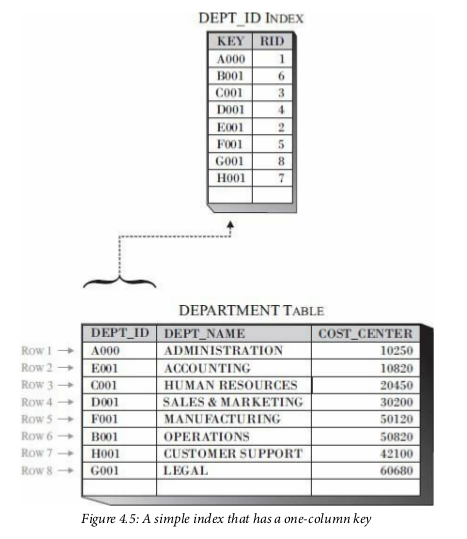 DEPT_ID INDEX
KEY RID
A000 1
B001 6
C001 3
D001 4
E001 2
F001 5
G001 8
H001 7
DEPARTMENT TABLE
DEPT_ID DEPT_NAME COST_CENTER
Row 1 A000 ADMINISTRATION 10250
Row 2 E001 ACCOUNTING 10820
Row 3 C001 HUMAN RESOURCES 20450
Row 4 D001 SALES & MARKETING 30200
Row 5 F001 MANUFACTURING 50120
Row 6 B001 OPERATIONS 50820
Row 7 H001 CUSTOMER SUPPORT 42100
Row 8 G001 LEGAL 60680
Figure 4.5: A simple index that has a one-column key